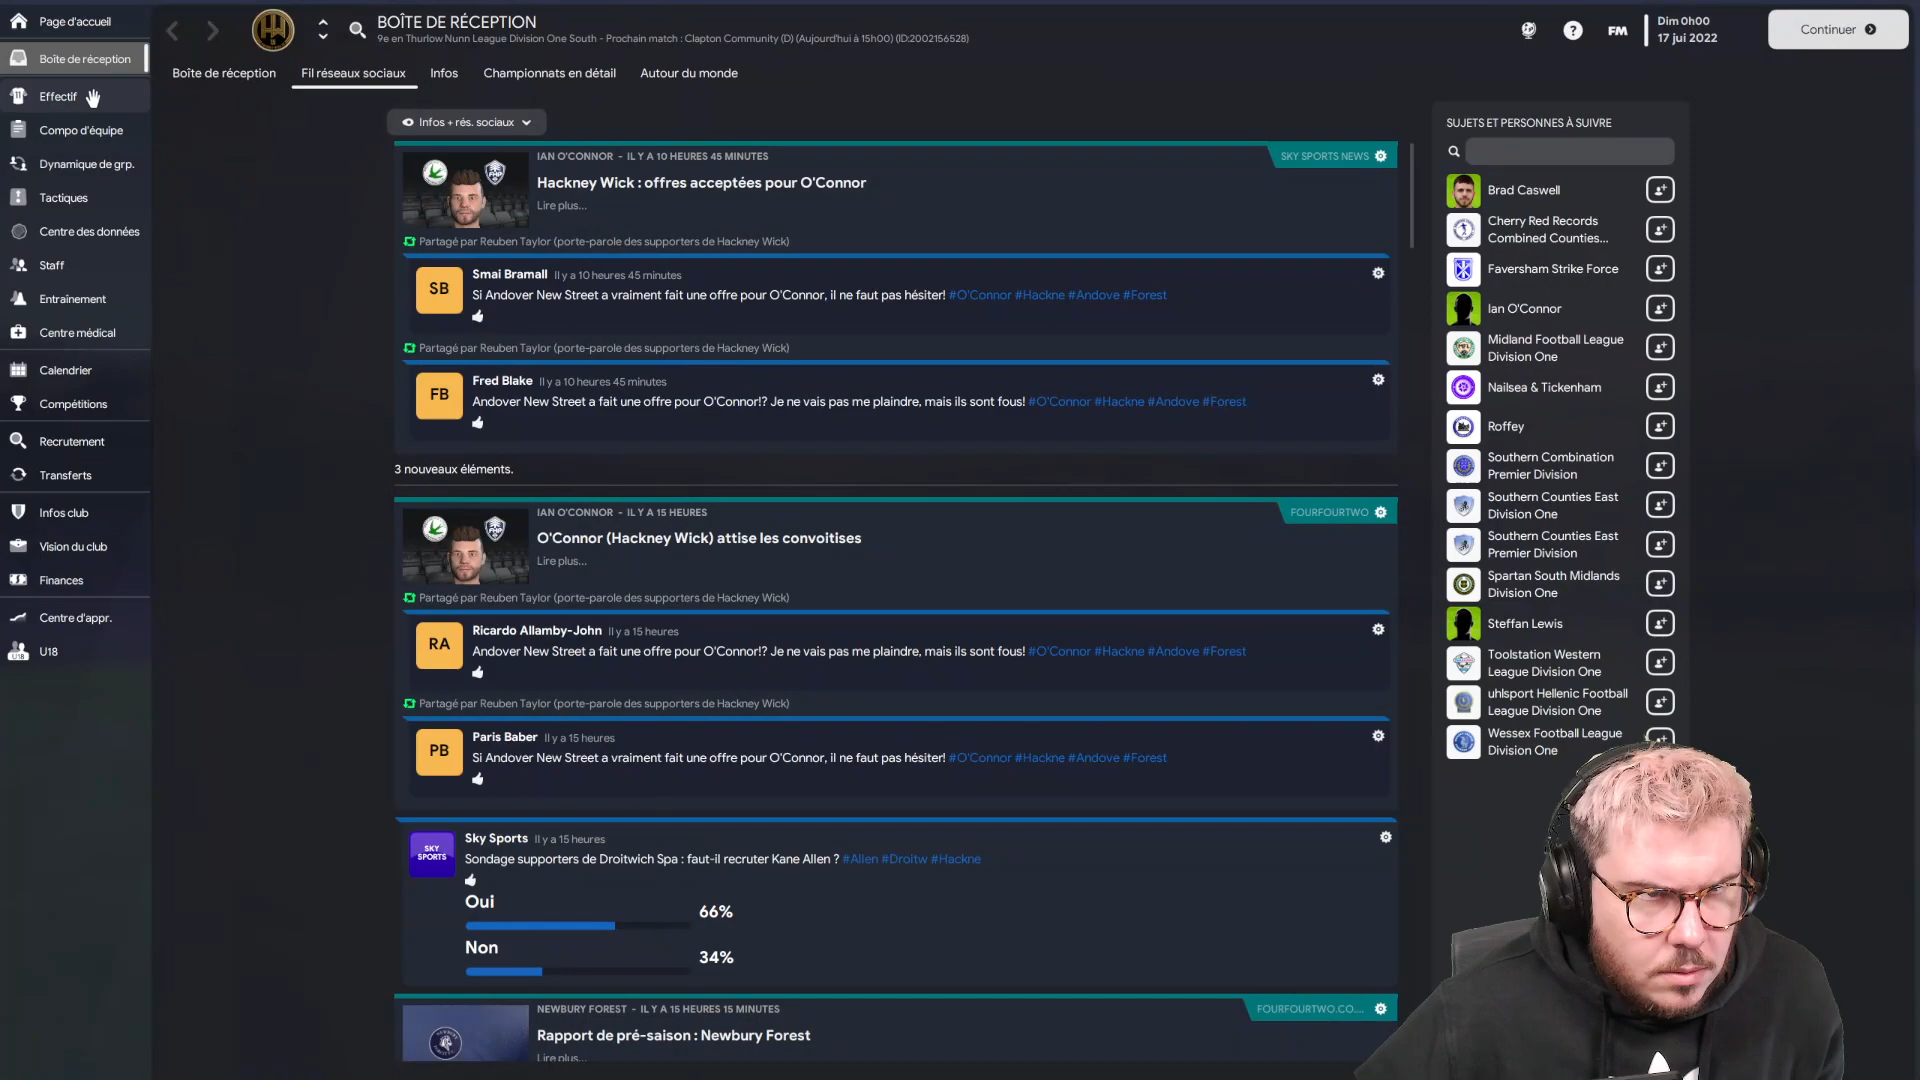 Page d'accueil
Boîte de réception
Effectif
Compo d'équipe
Dynamique de grp.
Tactiques
Centre des données
Staff
Entraînement
Centre médical
Calendrier
Compétitions
Recrutement
Transferts
Infos club
Vision du club
Finances
Centre d'appr.
U18
BOÎTE DE RÉCEPTION
9e en Thurlow Nunn League Division One South - Prochain match : Clapton Community (D) (Aujourd'hui à 15h00) (ID:2002156528)
FM
Dim 0h00
17 jui 2022
Continuer
Boîte de réception
Fil réseaux sociaux
Infos
Championnats en détail
Autour du monde
Infos + rés. sociaux
IAN O'CONNOR - IL Y A 10 HEURES 45 MINUTES
SKY SPORTS NEWS
Hackney Wick : offres acceptées pour O'Connor
Lire plus...
Partagé par Reuben Taylor (porte-parole des supporters de Hackney Wick)
SB
Smai Bramall Il y a 10 heures 45 minutes
Si Andover New Street a vraiment fait une offre pour O'Connor, il ne faut pas hésiter! #O'Connor #Hackne #Andove #Forest
Partagé par Reuben Taylor (porte-parole des supporters de Hackney Wick)
FB
Fred Blake Il y a 10 heures 45 minutes
Andover New Street a fait une offre pour O'Connor!? Je ne vais pas me plaindre, mais ils sont fous! #O'Connor #Hackne #Andove #Forest
3 nouveaux éléments.
IAN O'CONNOR - IL Y A 15 HEURES
FOURFOURTWO
O'Connor (Hackney Wick) attise les convoitises
Lire plus...
Partagé par Reuben Taylor (porte-parole des supporters de Hackney Wick)
RA
Ricardo Allamby-John Il y a 15 heures
Andover New Street a fait une offre pour O'Connor!? Je ne vais pas me plaindre, mais ils sont fous! #O'Connor #Hackne #Andove #Forest
Partagé par Reuben Taylor (porte-parole des supporters de Hackney Wick)
PB
Paris Baber Il y a 15 heures
Si Andover New Street a vraiment fait une offre pour O'Connor, il ne faut pas hésiter! #O'Connor #Hackne #Andove #Forest
SKY
SPORTS
Sky Sports Il y a 15 heures
Sondage supporters de Droitwich Spa : faut-il recruter Kane Allen ? #Allen #Droitw #Hackne
Oui
66%
Non
34%
NEWBURY FOREST - IL Y A 15 HEURES 15 MINUTES
FOURFOURTWO.CO....
Rapport de pré-saison : Newbury Forest
Lire plus...
SUJETS ET PERSONNES À SUIVRE
Brad Caswell
Cherry Red Records
Combined Counties...
Faversham Strike Force
Ian O'Connor
Midland Football League
Division One
Nailsea & Tickenham
Roffey
Southern Combination
Premier Division
Southern Counties East
Division One
Southern Counties East
Premier Division
Spartan South Midlands
Division One
Steffan Lewis
Toolstation Western
League Division One
uhlsport Hellenic Football
League Division One
Wessex Football League
Division One